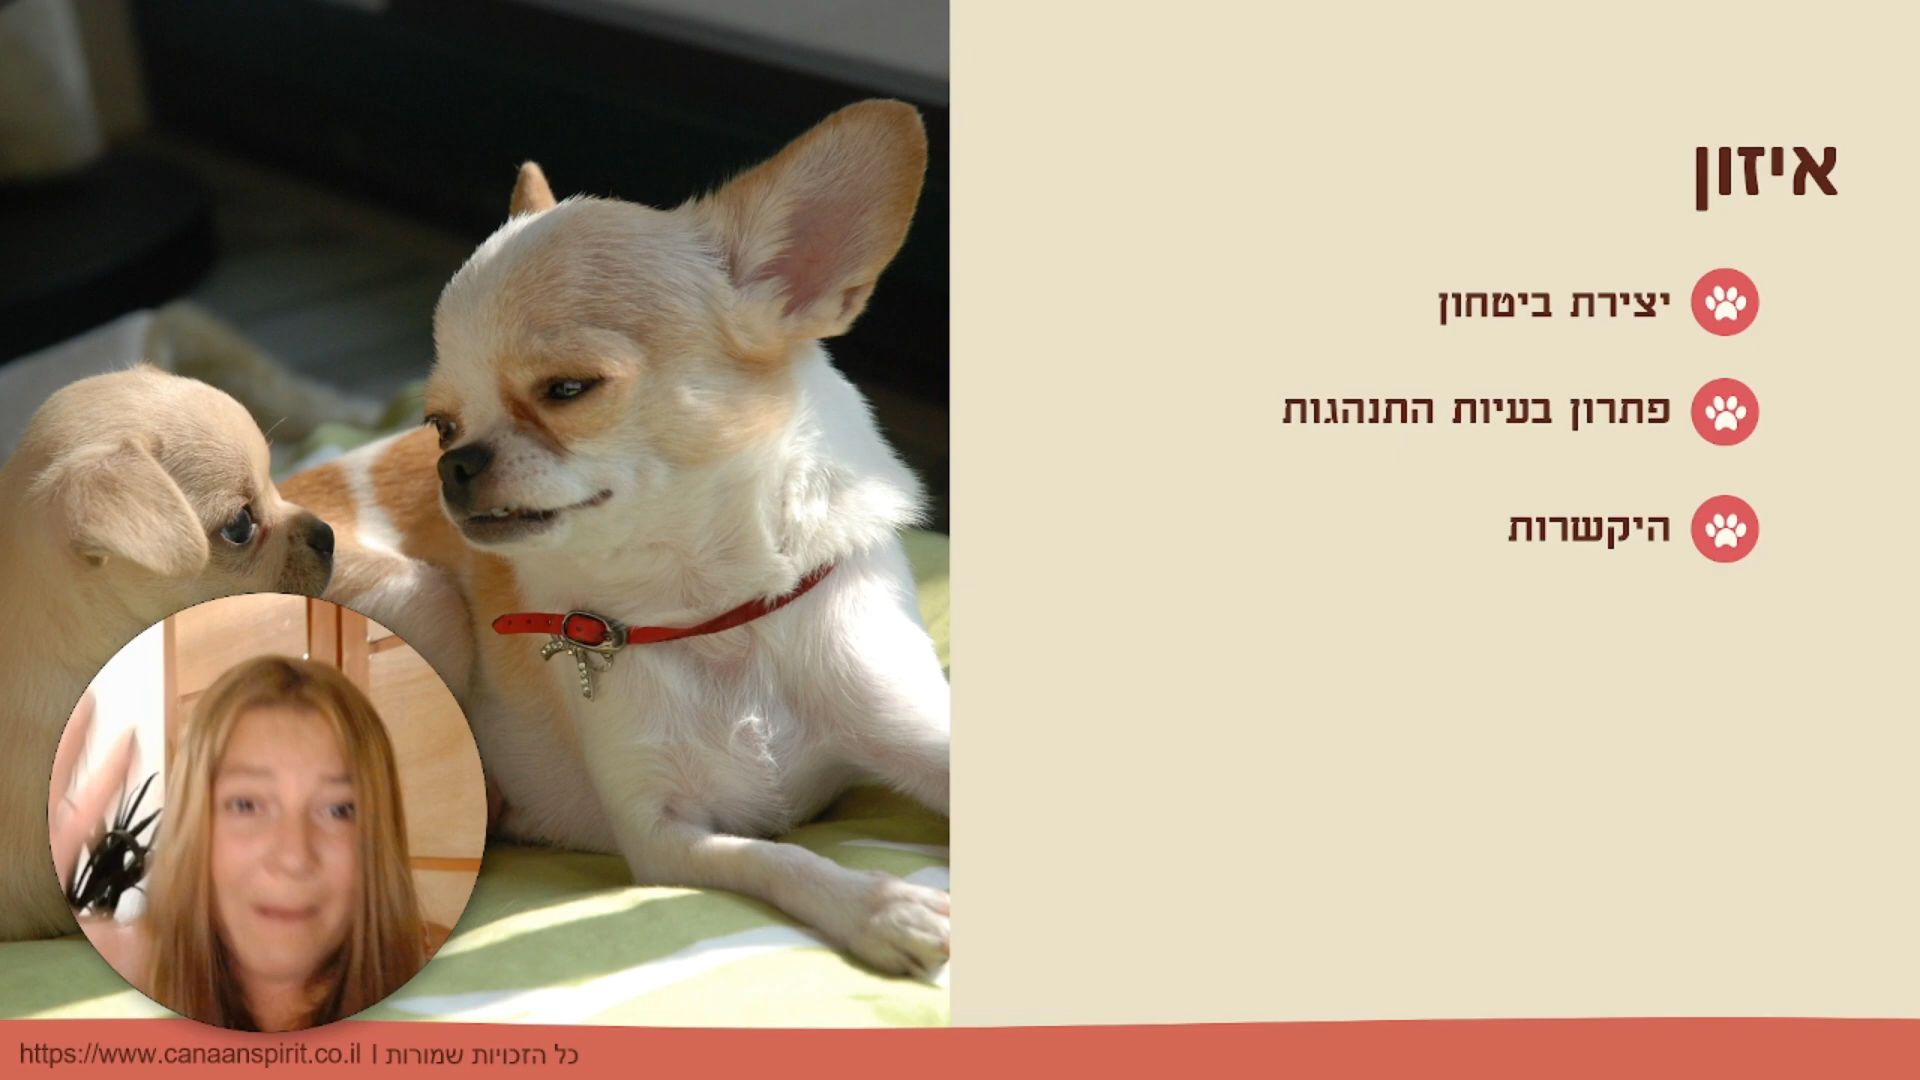 איזון
יצירת ביטחון
פתרון בעיות התנהגות
היקשרות
https://www.canaanspirit.co.il | כל הזכויות שמורות